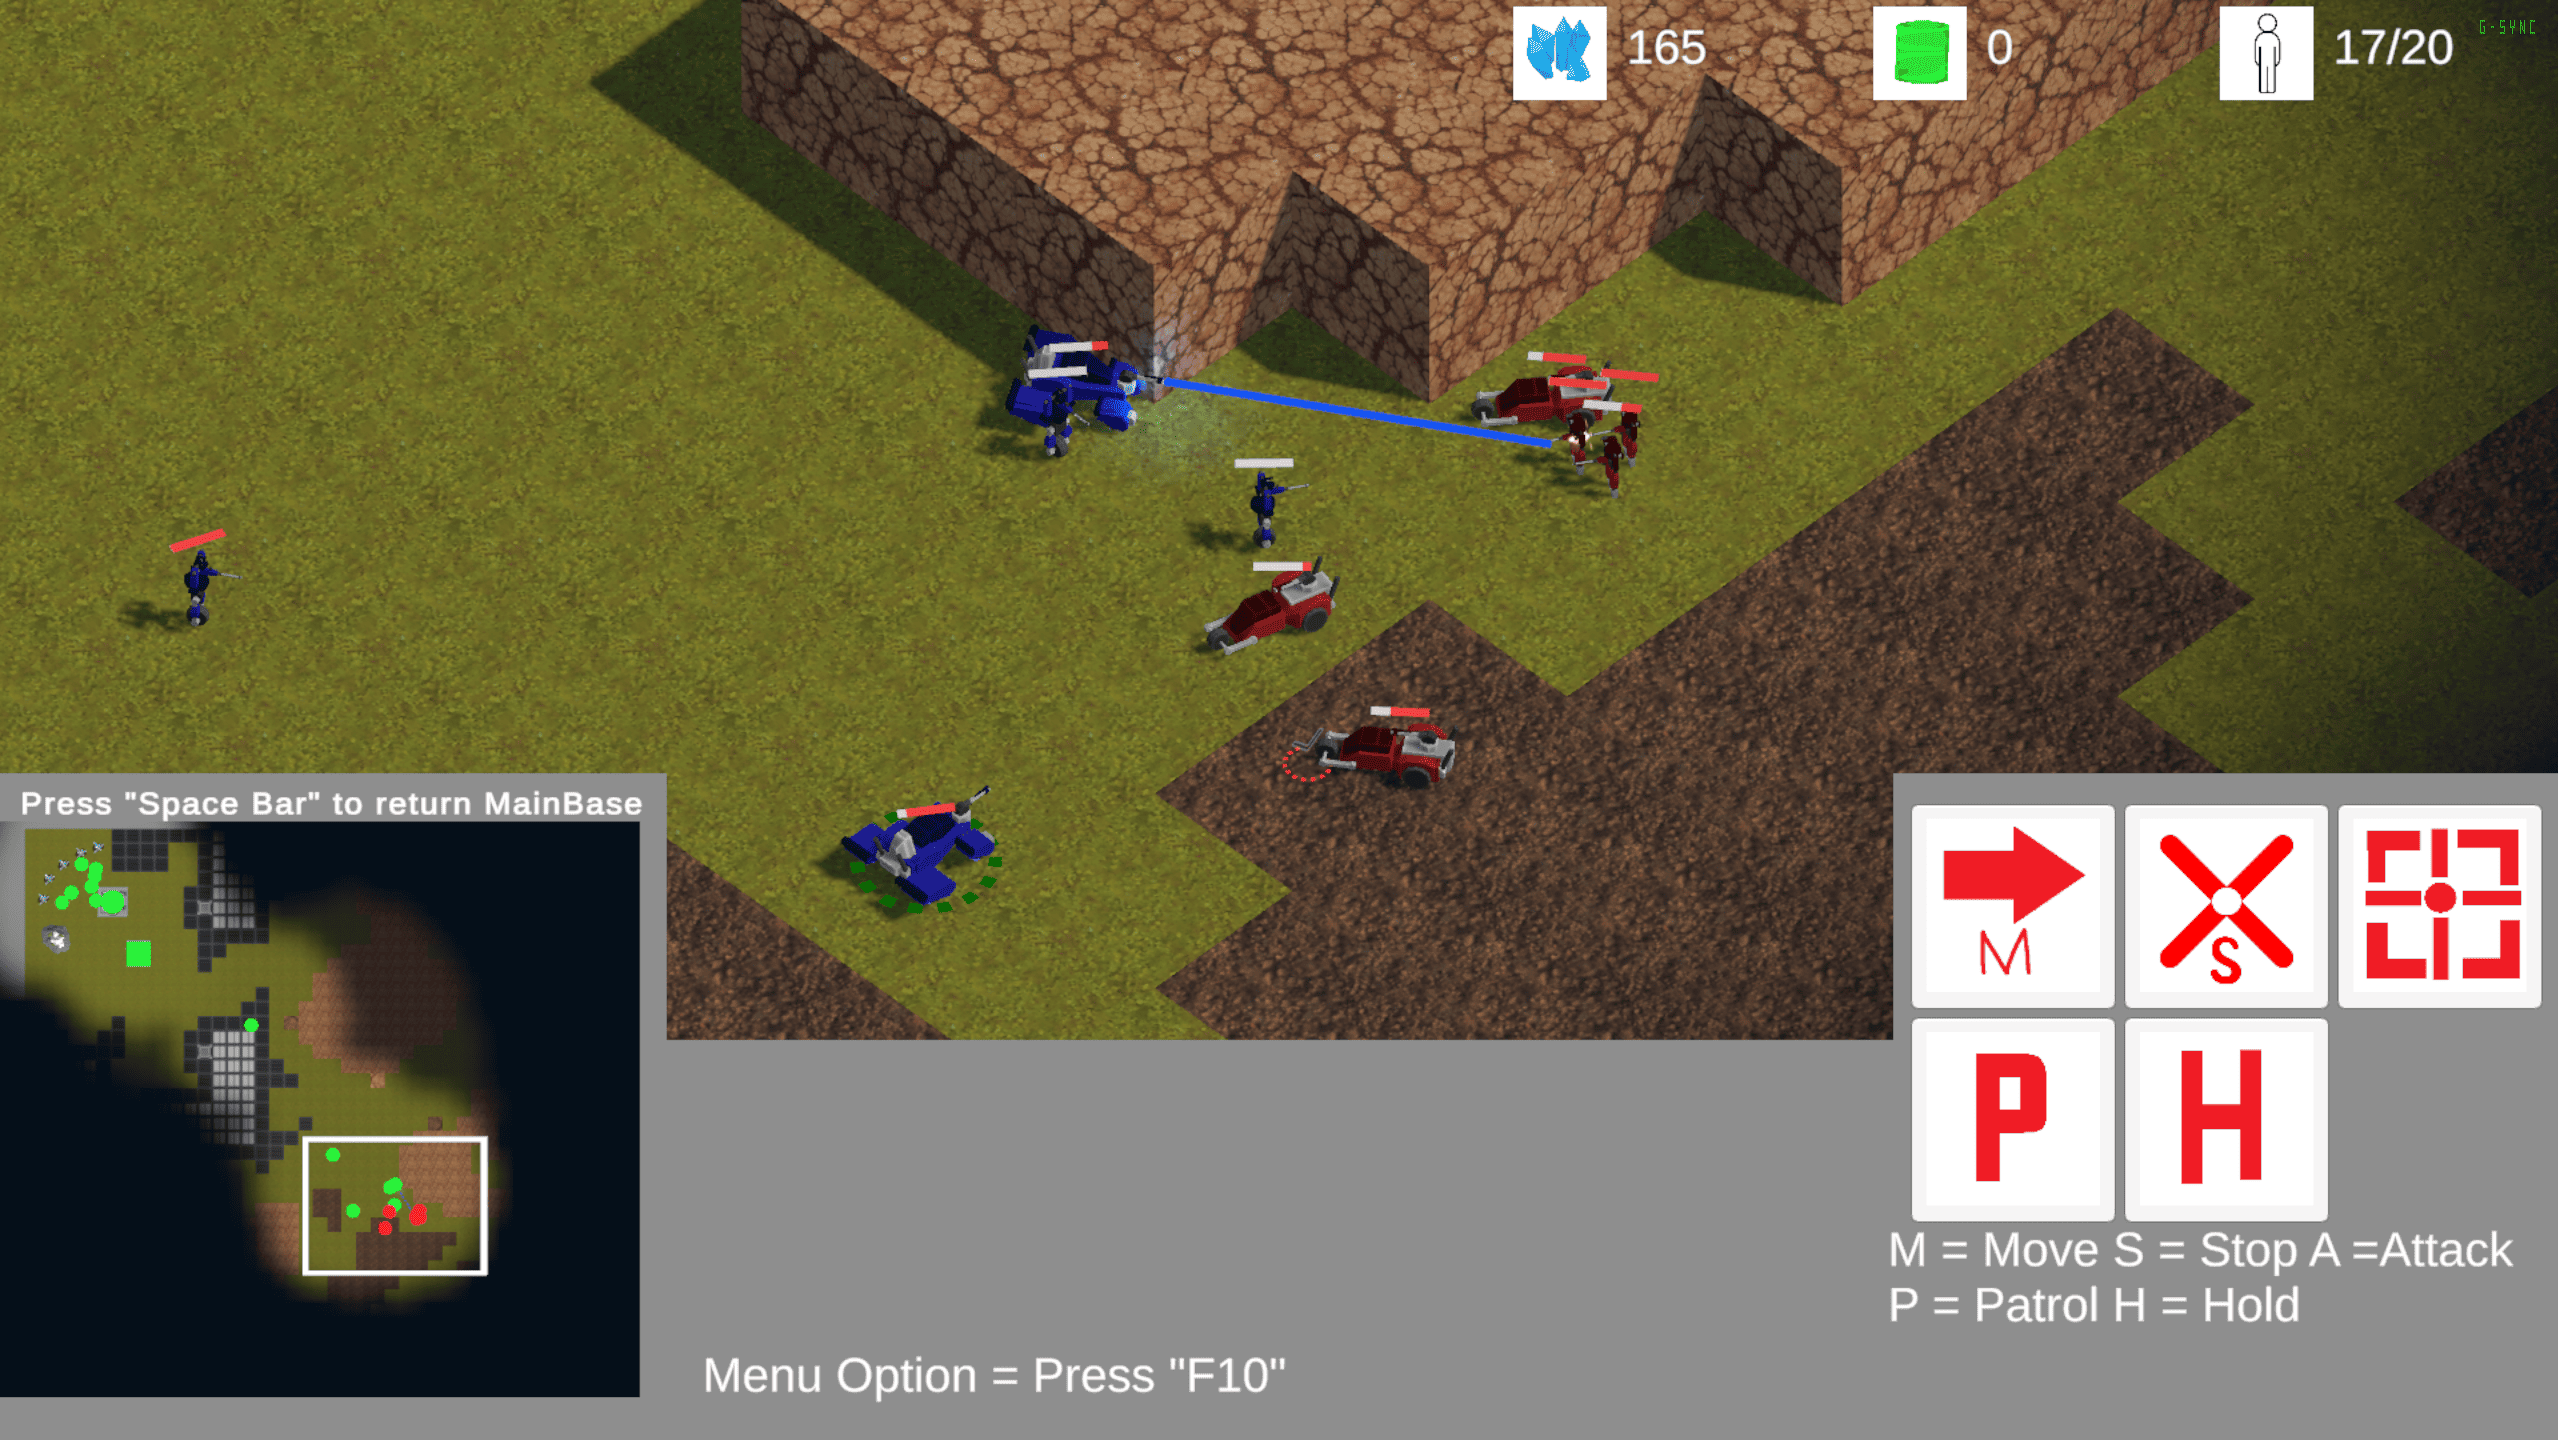 165
0
17/20
G-SYNC
Press "Space Bar" to return MainBase
M
S
P
H
M = Move S = Stop A =Attack
P = Patrol H = Hold
Menu Option = Press "F10"